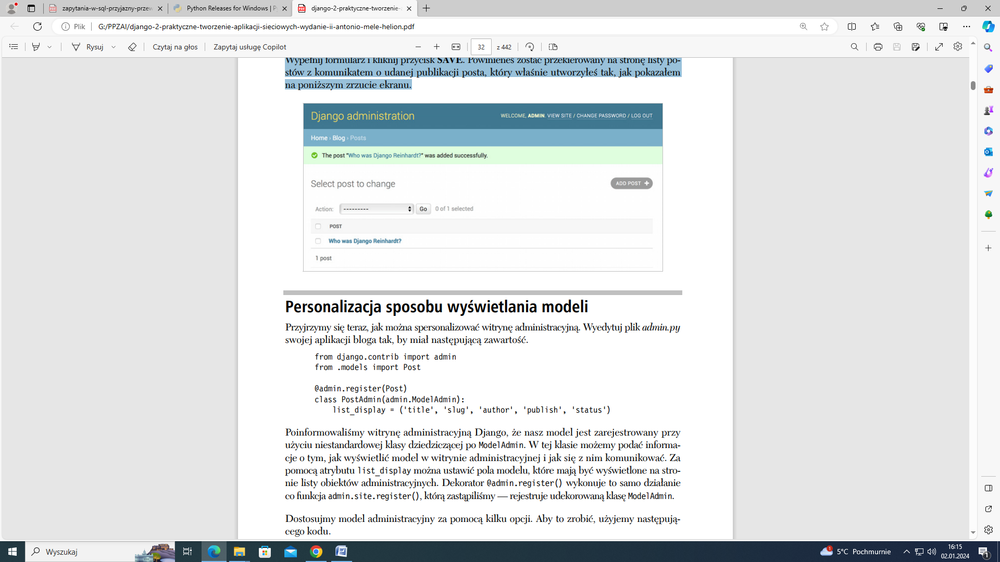 zapytania-w-sql-przyjazny-przew
Python Releases for Windows | Py
django-2-praktyczne-tworzenie-a
Plik
G:/PPZAI/django-2-praktyczne-tworzenie-aplikacji-sieciowych-wydanie-ii-antonio-mele-helion.pdf
Rysuj
Czytaj na głos
Zapytaj usługę Copilot
32 z 442
Wypełnij formularz i kliknij przycisk SAVE. Powinieneś zostać przekierowany na stronę listy po-
stów z komunikatem o udanej publikacji posta, który właśnie utworzyłeś tak, jak pokazałem
na poniższym zrzucie ekranu.
Django administration
WELCOME, ADMIN. VIEW SITE / CHANGE PASSWORD / LOG OUT
Home › Blog › Posts
The post "Who was Django Reinhardt?" was added successfully.
Select post to change
ADD POST +
Action: --------- Go 0 of 1 selected
POST
Who was Django Reinhardt?
1 post
Personalizacja sposobu wyświetlania modeli
Przyjrzymy się teraz, jak można spersonalizować witrynę administracyjną. Wyedytuj plik admin.py
swojej aplikacji bloga tak, by miał następującą zawartość.
from django.contrib import admin
from .models import Post
@admin.register(Post)
class PostAdmin(admin.ModelAdmin):
list_display = ('title', 'slug', 'author', 'publish', 'status')
Poinformowaliśmy witrynę administracyjną Django, że nasz model jest zarejestrowany przy
użyciu niestandardowej klasy dziedziczącej po ModelAdmin. W tej klasie możemy podać informa-
cje o tym, jak wyświetlić model w witrynie administracyjnej i jak się z nim komunikować. Za
pomocą atrybutu list_display można ustawić pola modelu, które mają być wyświetlone na stro-
nie listy obiektów administracyjnych. Dekorator @admin.register() wykonuje to samo działanie
co funkcja admin.site.register(), którą zastąpiliśmy — rejestruje udekorowaną klasę ModelAdmin.
Dostosujmy model administracyjny za pomocą kilku opcji. Aby to zrobić, użyjemy następują-
cego kodu.
Wyszukaj
5°C Pochmurnie
16:15
02.01.2024